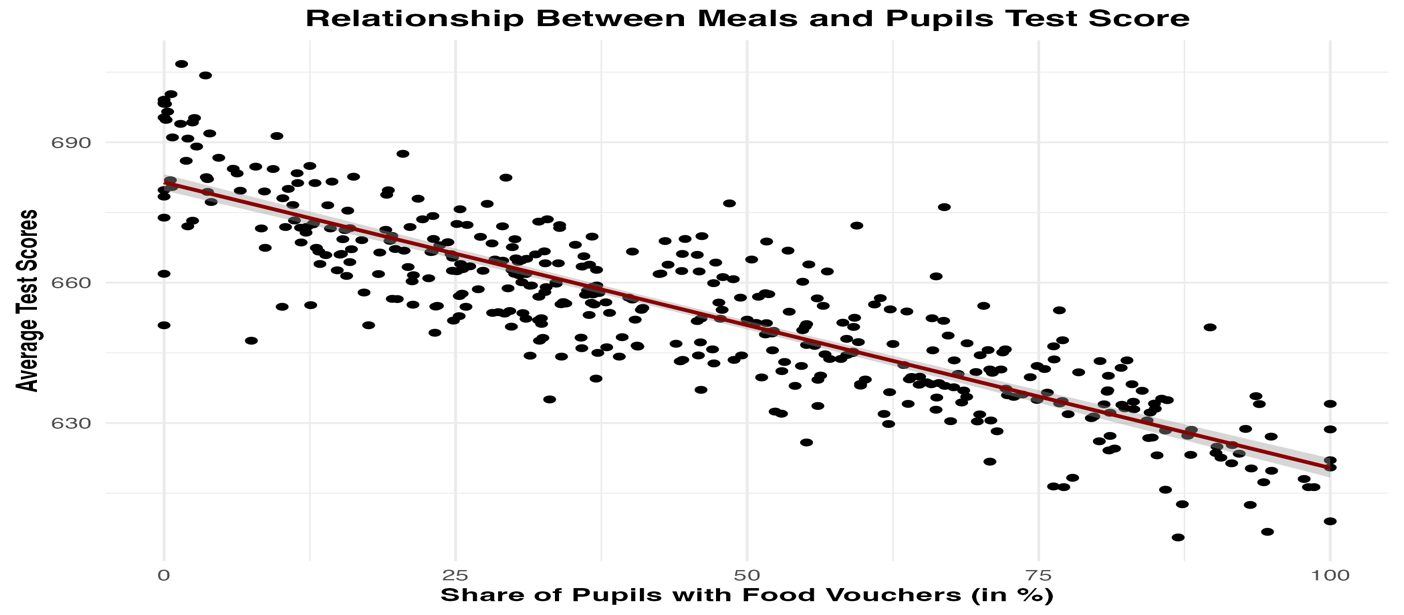 Relationship Between Meals and Pupils Test Score
Average Test Scores
690
660
630
0 25 50 75 100
Share of Pupils with Food Vouchers (in %)